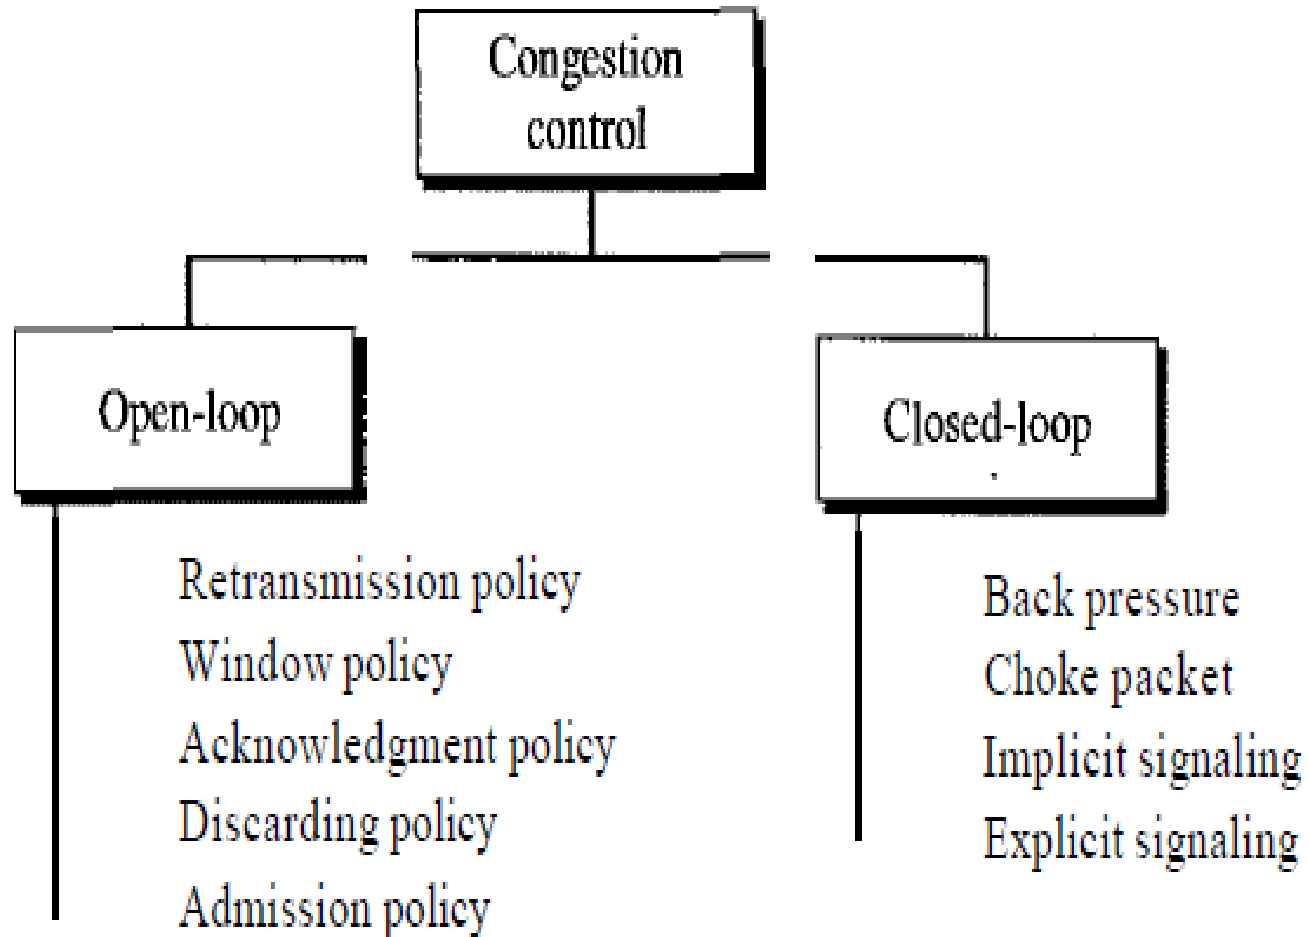 Congestion
control
Open-loop
Retransmission policy
Window policy
Acknowledgment policy
Discarding policy
Admission policy
Closed-loop
Back pressure
Choke packet
Implicit signaling
Explicit signaling